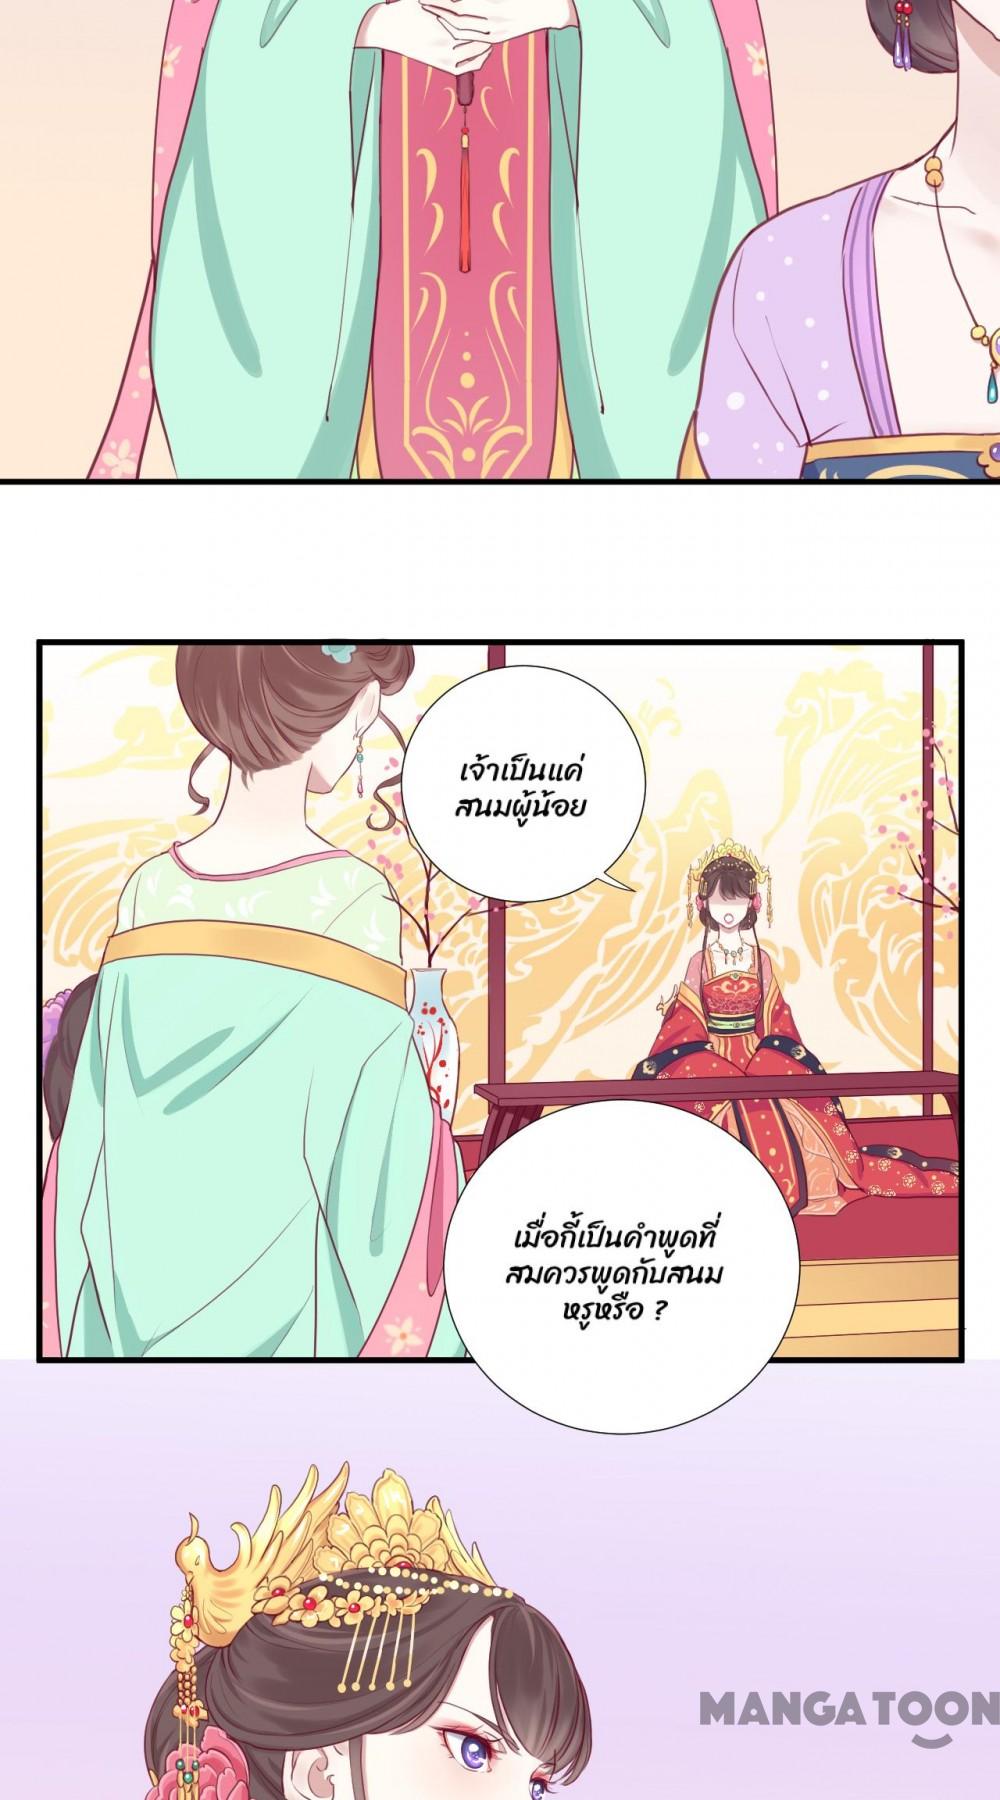 เจ้าเป็นแค่
สนมผู้น้อย
เมื่อกี้เป็นคำพูดที่
สมควรพูดกับสนม
หรูหรือ ?
MANGATOON